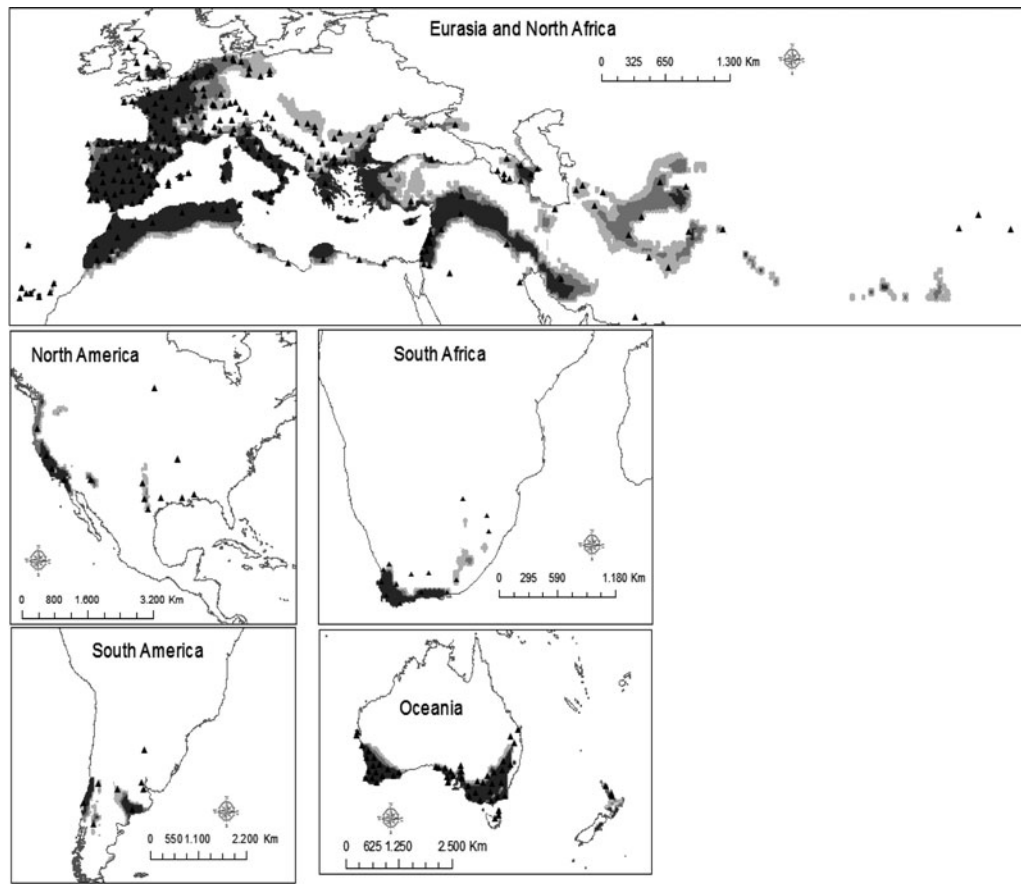 Eurasia and North Africa
0 325 650 1.300 Km
North America
0 800 1.600 3.200 Km
South Africa
0 295 590 1.180 Km
South America
0 550 1.100 2.200 Km
Oceania
0 625 1.250 2.500 Km